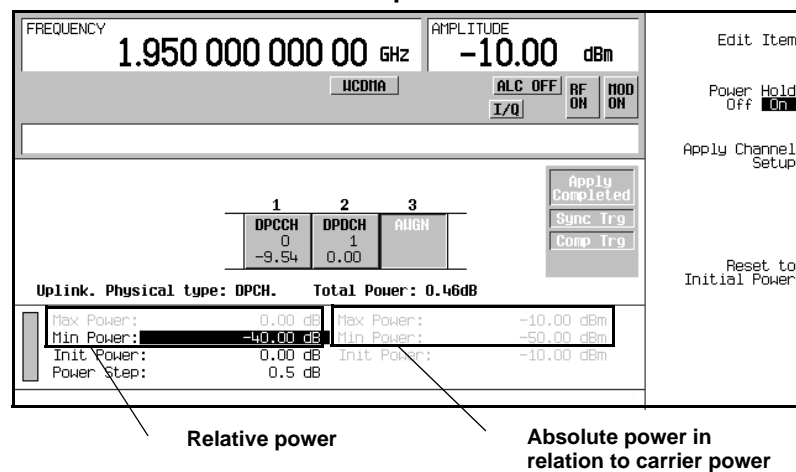 FREQUENCY
1.950 000 000 00 GHz
AMPLITUDE
-10.00 dBm
WCDMA
ALC OFF
I/Q
RF ON
MOD ON
Edit Item
Power Hold
Off On
Apply Channel
Setup
Reset to
Initial Power
1 2 3
DPCCH DPDCH AWGN
0 1
-9.54 0.00
Apply
Completed
Sync Trg
Comp Trg
Uplink. Physical type: DPCH. Total Power: 0.46dB
Max Power: 0.00 dB Max Power: -10.00 dBm
Min Power: -40.00 dB Min Power: -50.00 dBm
Init Power: 0.00 dB Init Power: -10.00 dBm
Power Step: 0.5 dB
Relative power
Absolute power in
relation to carrier power